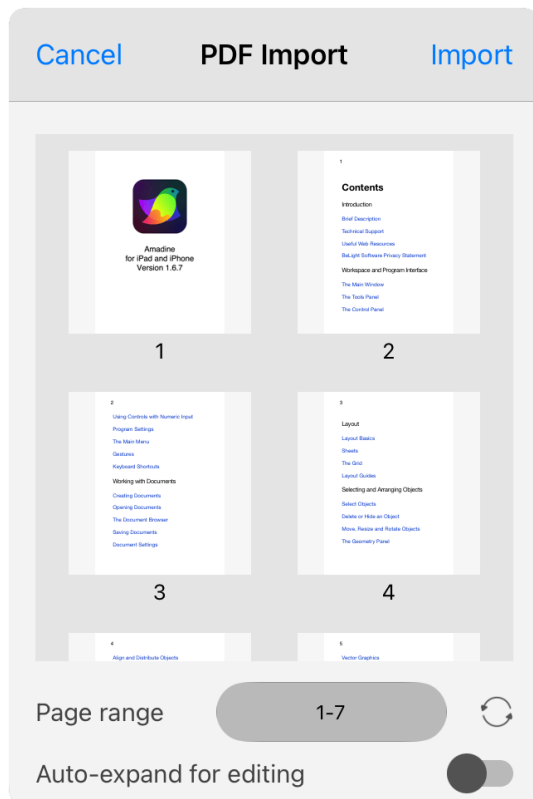 Cancel PDF Import Import
Amadine
for iPad and iPhone
Version 1.6.7
1
1
Contents
Introduction
Brief Description
Technical Support
Useful Web Resources
BeLight Software Privacy Statement
Workspace and Program Interface
The Main Window
The Tools Panel
The Control Panel
2
2
Using Controls with Numeric Input
Program Settings
The Main Menu
Gestures
Keyboard Shortcuts
Working with Documents
Creating Documents
Opening Documents
The Document Browser
Saving Documents
Document Settings
3
3
Layout
Layout Basics
Sheets
The Grid
Layout Guides
Selecting and Arranging Objects
Select Objects
Delete or Hide an Object
Move, Resize and Rotate Objects
The Geometry Panel
4
4
Align and Distribute Objects
5
Vector Graphics
Page range 1-7
Auto-expand for editing